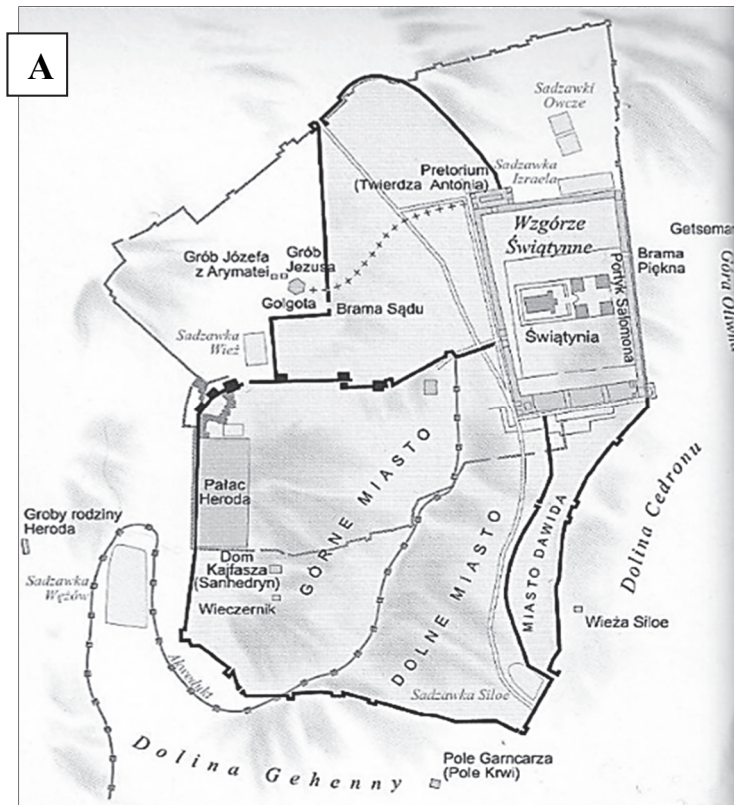 A
Sadzawki
Owcze
Pretorium
(Twierdza Antonia)
Sadzawka
Izraela
Wzgórze
Świątynne
Getsemar
Brama
Piękna
Portyk Salomona
Góra Oliwna
Grób Józefa
z Arymatei
Grób
Jezusa
Golgota
Brama Sądu
Świątynia
Sadzawka
Wież
Pałac
Heroda
GÓRNE MIASTO
Groby rodziny
Heroda
Dom
Kajfasza
(Sanhedryn)
Sadzawka
Wężów
Wieczernik
DOLNE MIASTO
MIASTO DAWIDA
Dolina Cedronu
Wieża Siloe
Akwedukt
Sadzawka Siloe
Dolina Gehenny
Pole Garncarza
(Pole Krwi)